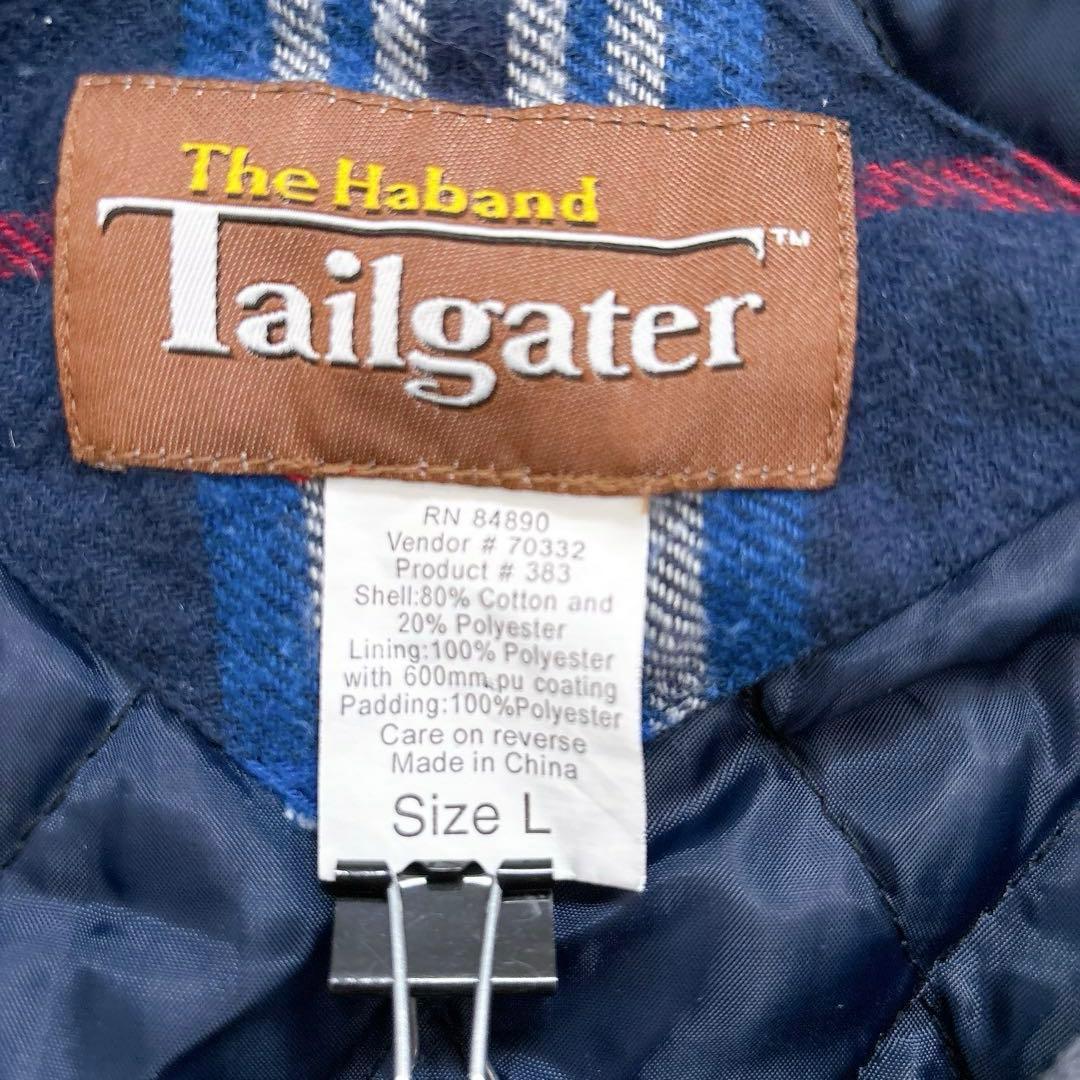 The Haband
Tailgater™
RN 84890
Vendor # 70332
Product # 383
Shell:80% Cotton and
20% Polyester
Lining:100% Polyester
with 600mm pu coating
Padding:100%Polyester
Care on reverse
Made in China
Size L